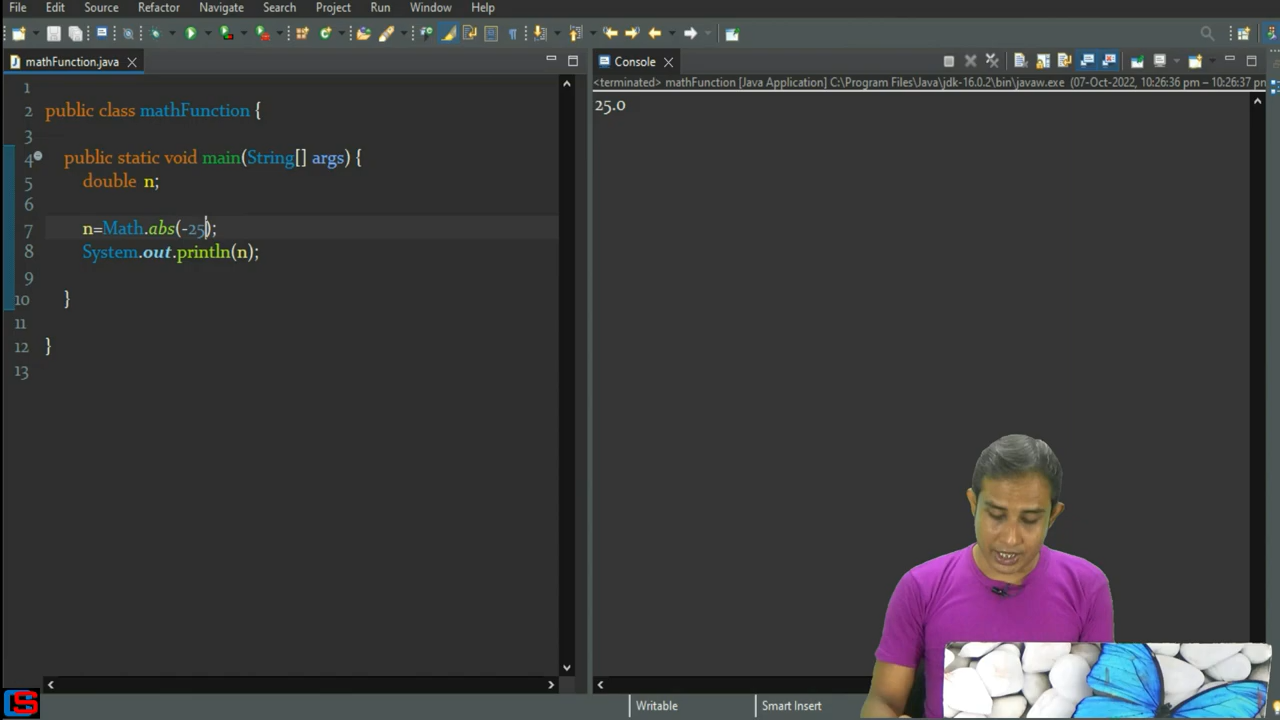 File Edit Source Refactor Navigate Search Project Run Window Help
mathFunction.java
1
2 public class mathFunction {
3
4 public static void main(String[] args) {
5 double n;
6
7 n=Math.abs(-25);
8 System.out.println(n);
9
10 }
11
12 }
13
Console
<terminated> mathFunction [Java Application] C:\Program Files\Java\jdk-16.0.2\bin\javaw.exe (07-Oct-2022, 10:26:36 pm – 10:26:37 pm
25.0
Writable Smart Insert
CS